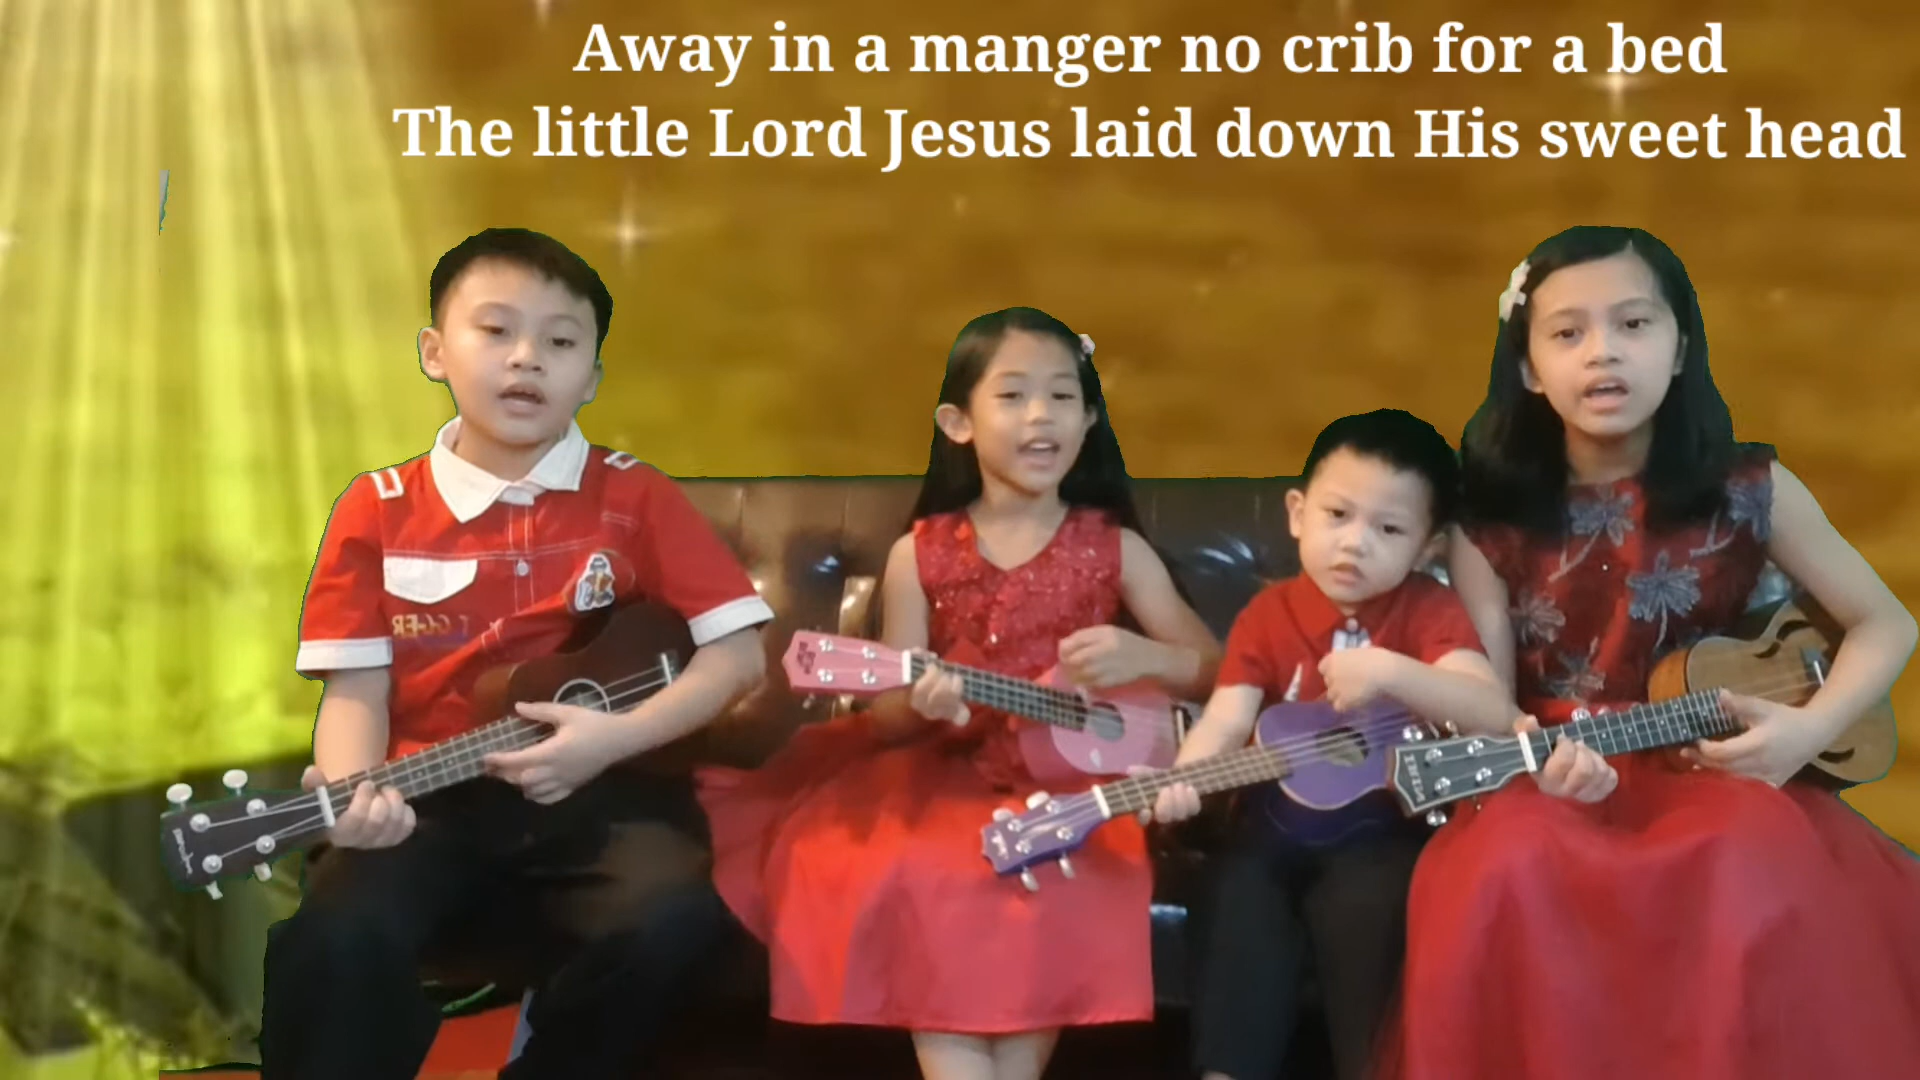 Away in a manger no crib for a bed
The little Lord Jesus laid down His sweet head